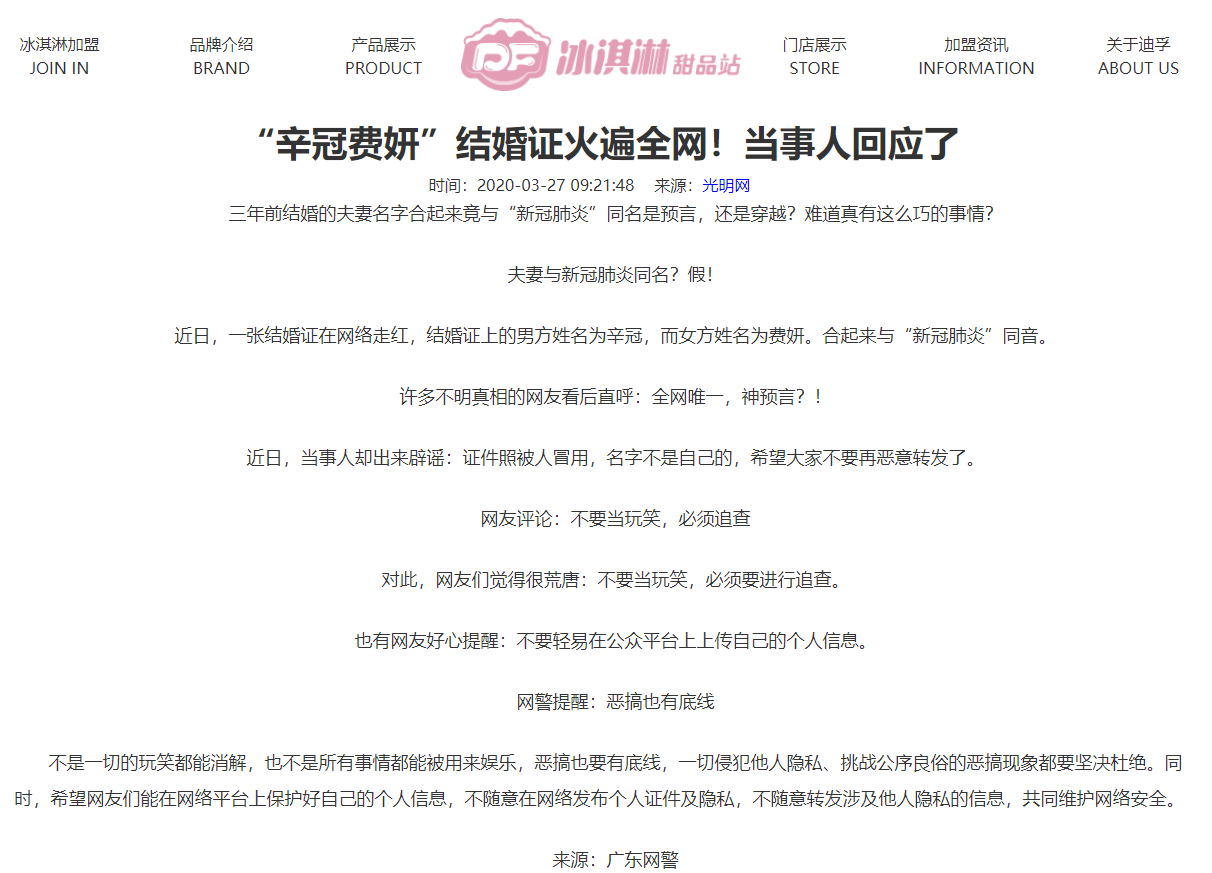 冰淇淋加盟
JOIN IN
品牌介绍
BRAND
产品展示
PRODUCT
DF 冰淇淋 甜品站
门店展示
STORE
加盟资讯
INFORMATION
关于迪孚
ABOUT US
“辛冠费妍”结婚证火遍全网！当事人回应了
时间：2020-03-27 09:21:48 来源：光明网
三年前结婚的夫妻名字合起来竟与“新冠肺炎”同名是预言，还是穿越？难道真有这么巧的事情？
夫妻与新冠肺炎同名？假！
近日，一张结婚证在网络走红，结婚证上的男方姓名为辛冠，而女方姓名为费妍。合起来与“新冠肺炎”同音。
许多不明真相的网友看后直呼：全网唯一，神预言？！
近日，当事人却出来辟谣：证件照被人冒用，名字不是自己的，希望大家不要再恶意转发了。
网友评论：不要当玩笑，必须追查
对此，网友们觉得很荒唐：不要当玩笑，必须要进行追查。
也有网友好心提醒：不要轻易在公众平台上上传自己的个人信息。
网警提醒：恶搞也有底线
不是一切的玩笑都能消解，也不是所有事情都能被用来娱乐，恶搞也要有底线，一切侵犯他人隐私、挑战公序良俗的恶搞现象都要坚决杜绝。同
时，希望网友们能在网络平台上保护好自己的个人信息，不随意在网络发布个人证件及隐私，不随意转发涉及他人隐私的信息，共同维护网络安全。
来源：广东网警